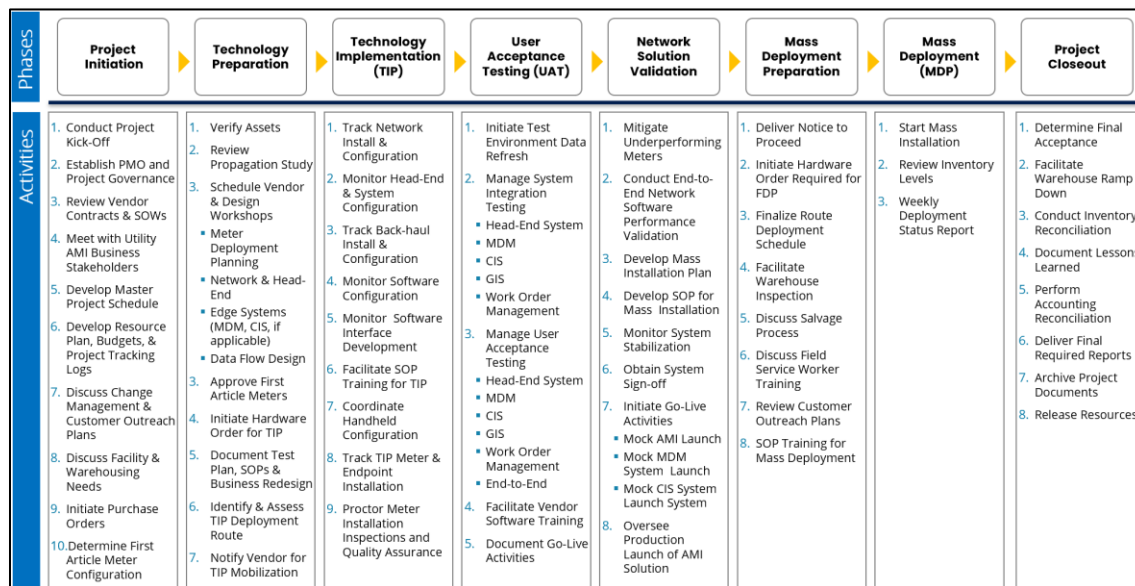 Phases
Project
Initiation
Technology
Preparation
Technology
Implementation
(TIP)
User
Acceptance
Testing (UAT)
Network
Solution
Validation
Mass
Deployment
Preparation
Mass
Deployment
(MDP)
Project
Closeout
Activities
1. Conduct Project
Kick-Off
2. Establish PMO and
Project Governance
3. Review Vendor
Contracts & SOWs
4. Meet with Utility
AMI Business
Stakeholders
5. Develop Master
Project Schedule
6. Develop Resource
Plan, Budgets, &
Project Tracking
Logs
7. Discuss Change
Management &
Customer Outreach
Plans
8. Discuss Facility &
Warehousing
Needs
9. Initiate Purchase
Orders
10.Determine First
Article Meter
Configuration
1. Verify Assets
2. Review
Propagation Study
3. Schedule Vendor
& Design
Workshops
▪ Meter
Deployment
Planning
▪ Network & Head-
End
▪ Edge Systems
(MDM, CIS, if
applicable)
▪ Data Flow Design
3. Approve First
Article Meters
4. Initiate Hardware
Order for TIP
5. Document Test
Plan, SOPs &
Business Redesign
6. Identify & Assess
TIP Deployment
Route
7. Notify Vendor for
TIP Mobilization
1. Track Network
Install &
Configuration
2. Monitor Head-End
& System
Configuration
3. Track Back-haul
Install &
Configuration
4. Monitor Software
Configuration
5. Monitor Software
Interface
Development
6. Facilitate SOP
Training for TIP
7. Coordinate
Handheld
Configuration
8. Track TIP Meter &
Endpoint
Installation
9. Proctor Meter
Installation
Inspections and
Quality Assurance
1. Initiate Test
Environment Data
Refresh
2. Manage System
Integration
Testing
▪ Head-End System
▪ MDM
▪ CIS
▪ GIS
▪ Work Order
Management
3. Manage User
Acceptance
Testing
▪ Head-End System
▪ MDM
▪ CIS
▪ GIS
▪ Work Order
Management
▪ End-to-End
4. Facilitate Vendor
Software Training
5. Document Go-Live
Activities
1. Mitigate
Underperforming
Meters
2. Conduct End-to-
End Network
Software
Performance
Validation
3. Develop Mass
Installation Plan
4. Develop SOP for
Mass Installation
5. Monitor System
Stabilization
6. Obtain System
Sign-off
7. Initiate Go-Live
Activities
▪ Mock AMI Launch
▪ Mock MDM
System Launch
▪ Mock CIS System
Launch System
8. Oversee
Production
Launch of AMI
Solution
1. Deliver Notice to
Proceed
2. Initiate Hardware
Order Required for
FDP
3. Finalize Route
Deployment
Schedule
4. Facilitate
Warehouse
Inspection
5. Discuss Salvage
Process
6. Discuss Field
Service Worker
Training
7. Review Customer
Outreach Plans
8. SOP Training for
Mass Deployment
1. Start Mass
Installation
2. Review Inventory
Levels
3. Weekly
Deployment
Status Report
1. Determine Final
Acceptance
2. Facilitate
Warehouse Ramp
Down
3. Conduct Inventory
Reconciliation
4. Document Lessons
Learned
5. Perform
Accounting
Reconciliation
6. Deliver Final
Required Reports
7. Archive Project
Documents
8. Release Resources